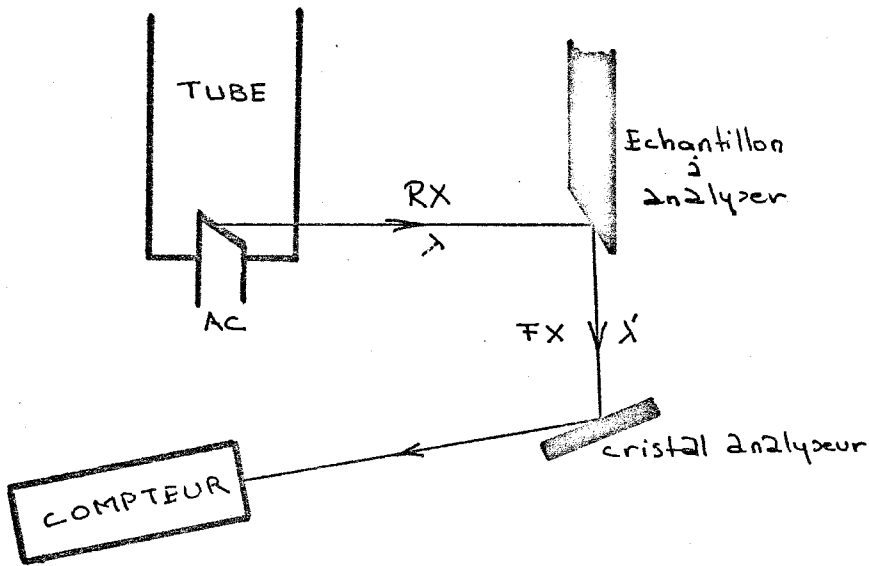 TUBE
Echantillon
à
analyser
RX
λ
AC
FX λ'
cristal analyseur
COMPTEUR